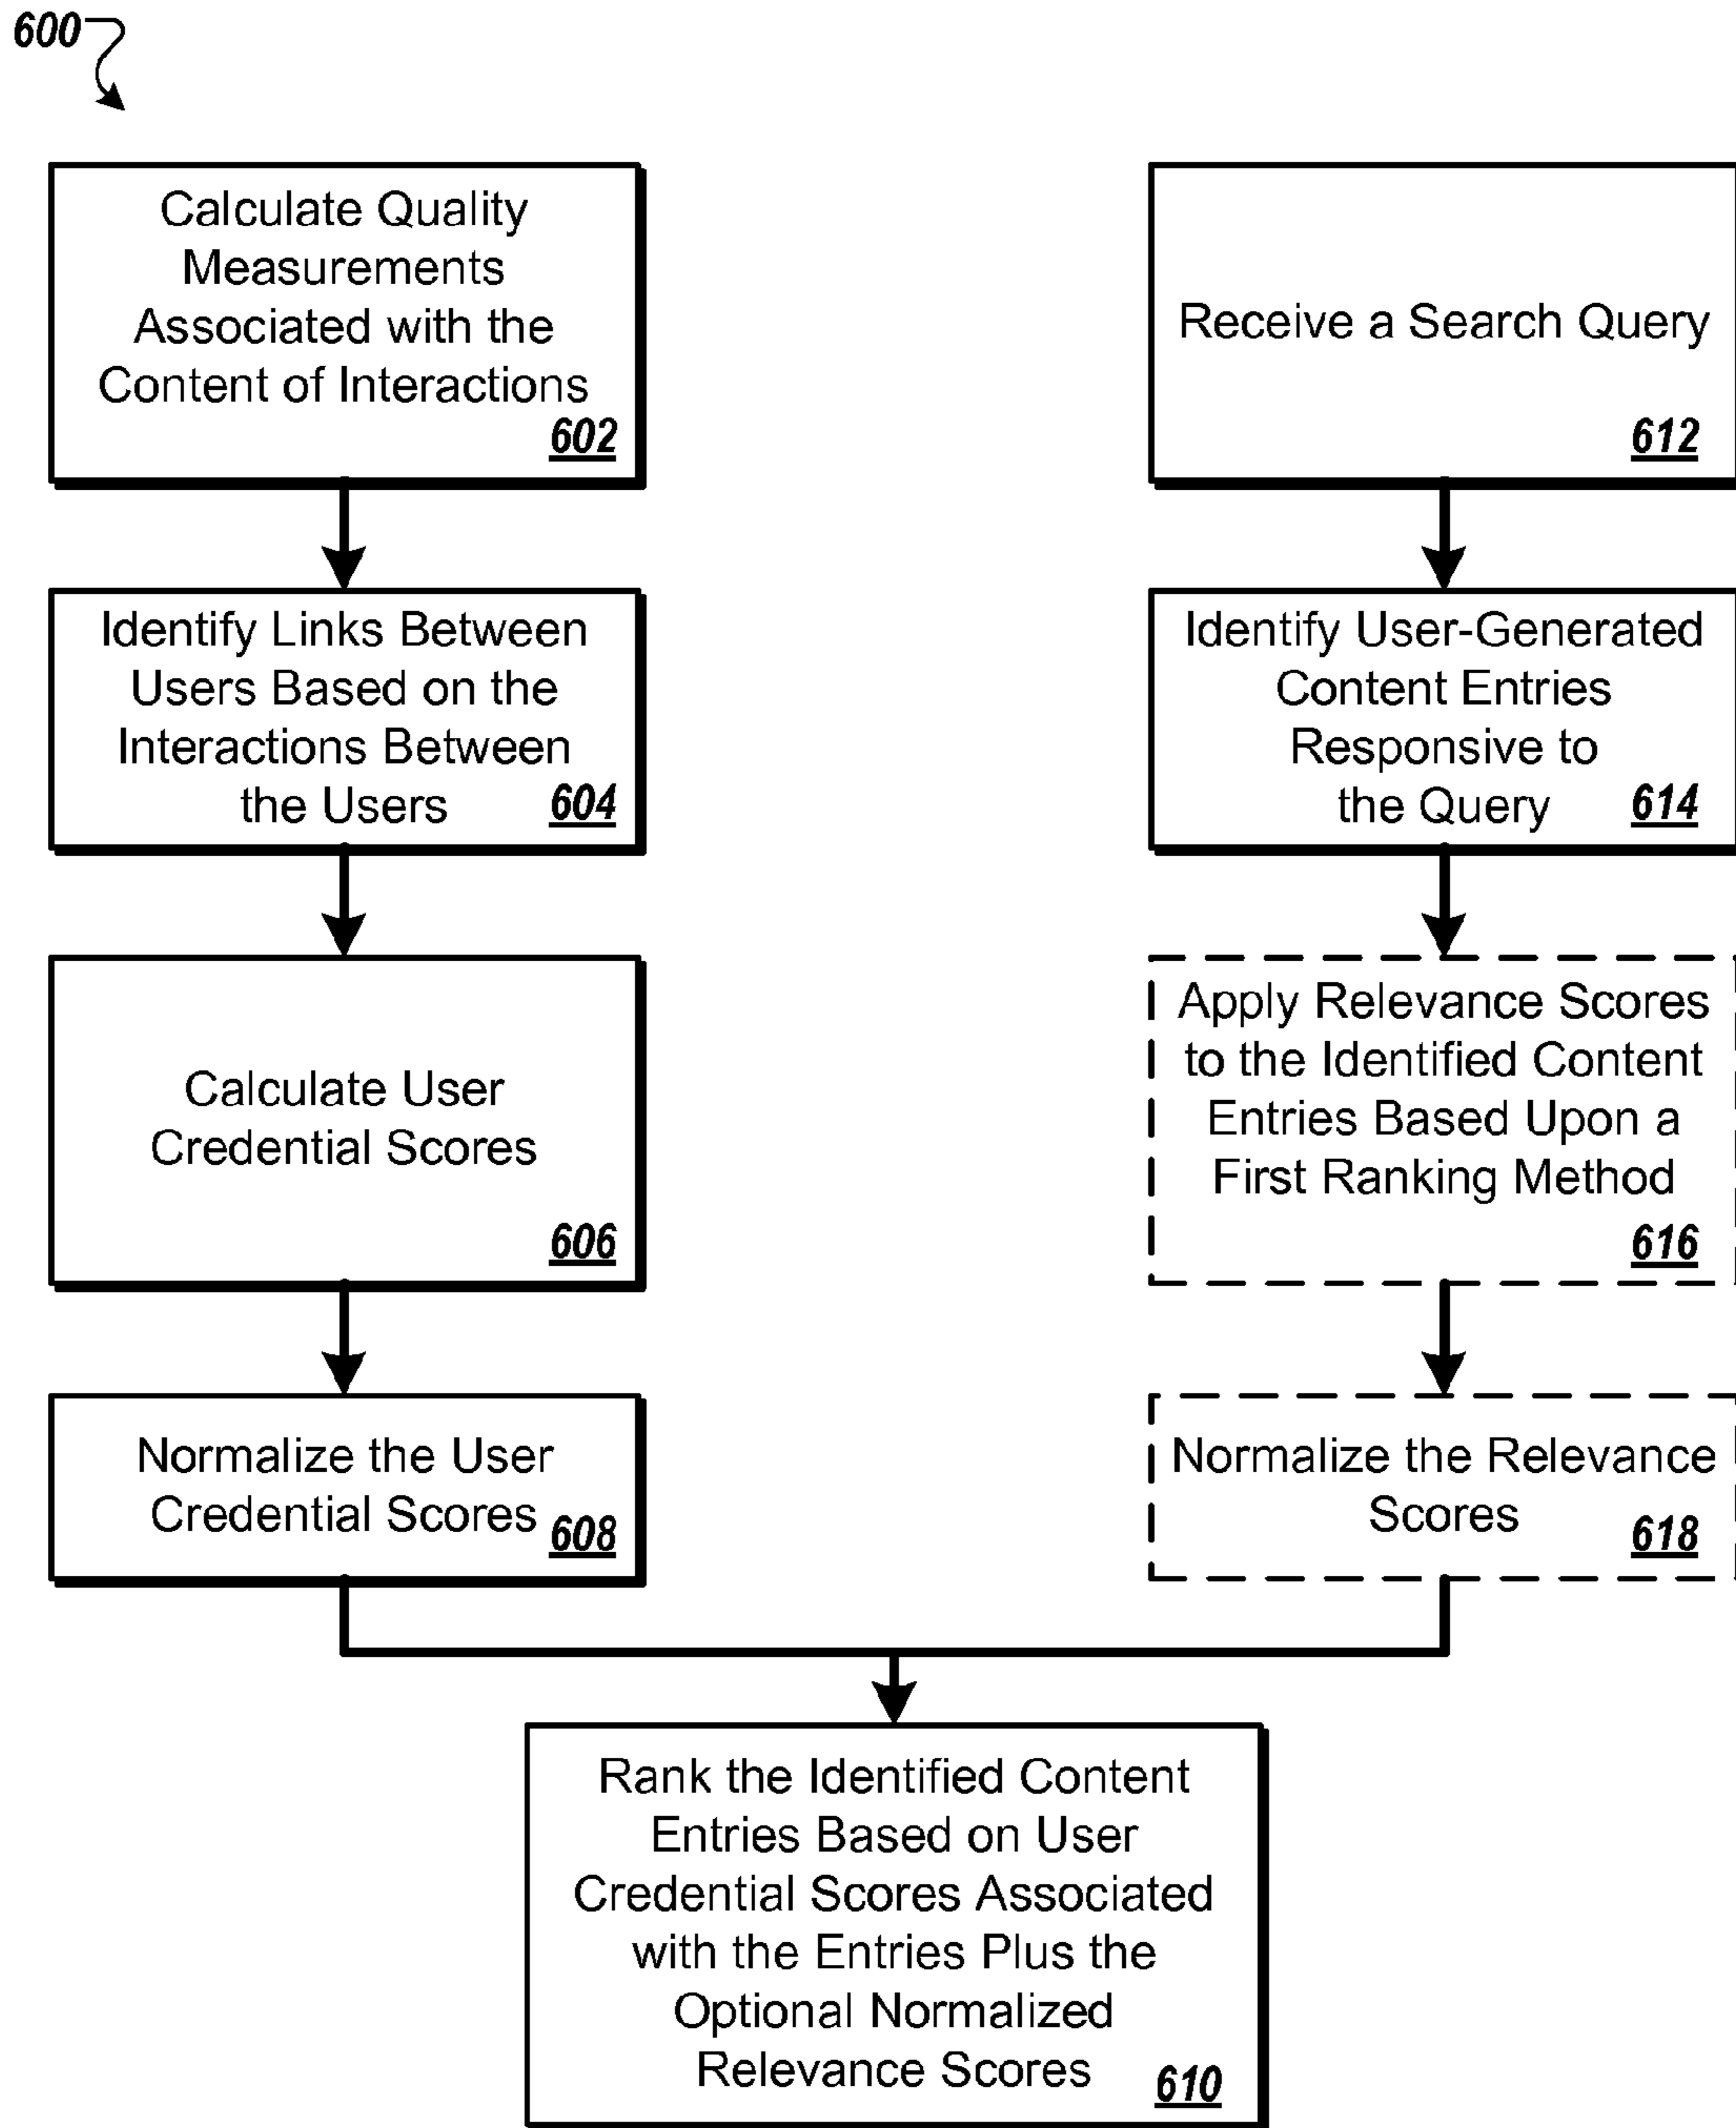 600
Calculate Quality
Measurements
Associated with the
Content of Interactions
602
Identify Links Between
Users Based on the
Interactions Between
the Users
604
Calculate User
Credential Scores
606
Normalize the User
Credential Scores
608
Receive a Search Query
612
Identify User-Generated
Content Entries
Responsive to
the Query
614
Apply Relevance Scores
to the Identified Content
Entries Based Upon a
First Ranking Method
616
Normalize the Relevance
Scores
618
Rank the Identified Content
Entries Based on User
Credential Scores Associated
with the Entries Plus the
Optional Normalized
Relevance Scores
610